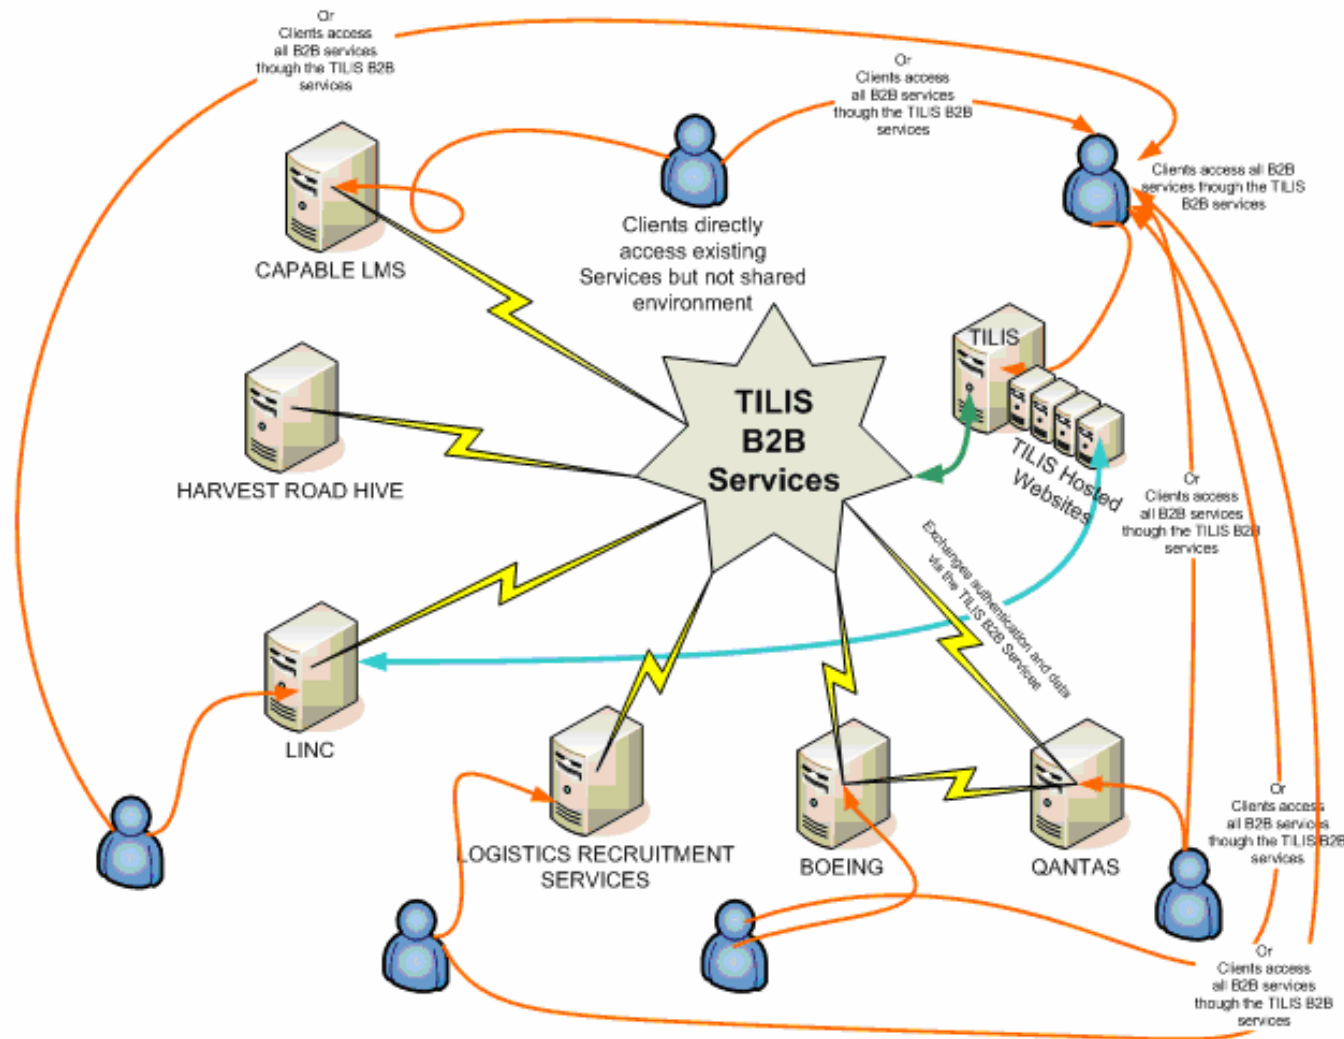 Or
Clients access
all B2B services
though the TILIS B2B
services
Or
Clients access
all B2B services
though the TILIS B2B
services
Clients access all B2B
services though the TILIS
B2B services
CAPABLE LMS
Clients directly
access existing
Services but not shared
environment
TILIS
TILIS Hosted
Websites
TILIS
B2B
Services
HARVEST ROAD HIVE
Or
Clients access
all B2B services
though the TILIS B2B
services
Exchanges authentication and data
via the TILIS B2B Services
LINC
LOGISTICS RECRUITMENT
SERVICES
BOEING
QANTAS
Or
Clients access
all B2B services
though the TILIS B2B
services
Or
Clients access
all B2B services
though the TILIS B2B
services